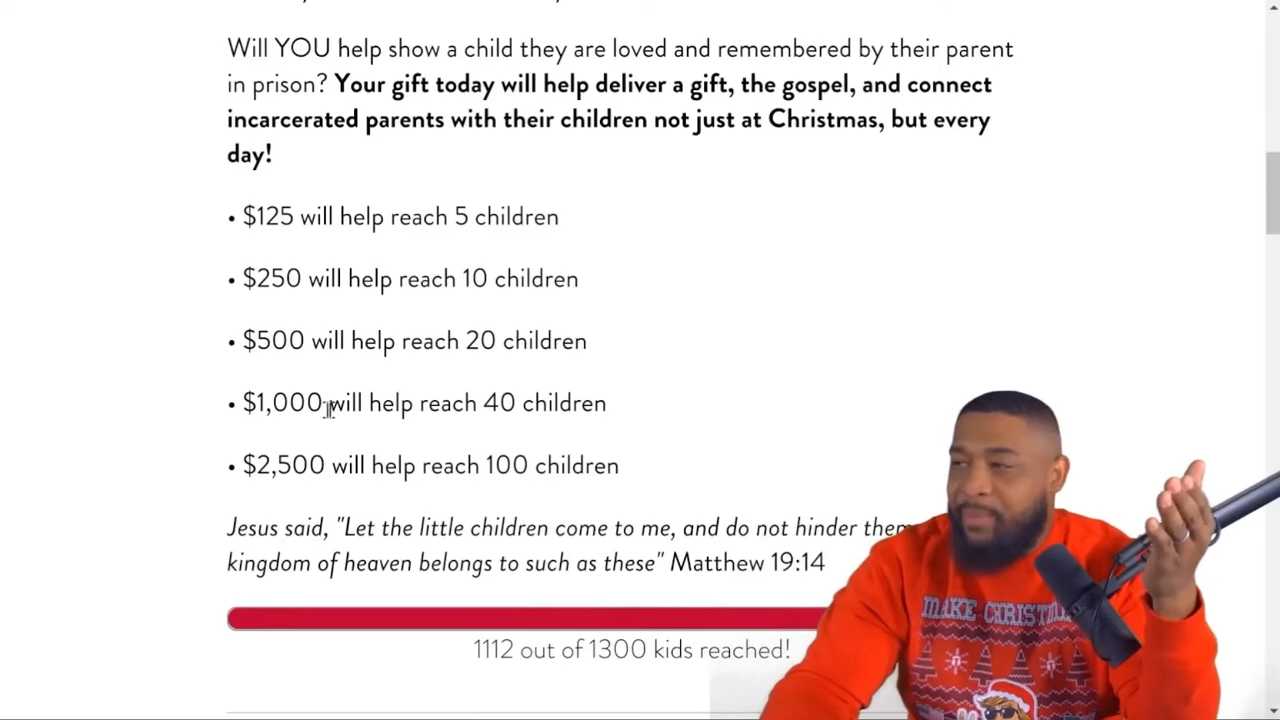 Will YOU help show a child they are loved and remembered by their parent
in prison? Your gift today will help deliver a gift, the gospel, and connect
incarcerated parents with their children not just at Christmas, but every
day!
• $125 will help reach 5 children
• $250 will help reach 10 children
• $500 will help reach 20 children
• $1,000 will help reach 40 children
• $2,500 will help reach 100 children
Jesus said, "Let the little children come to me, and do not hinder
kingdom of heaven belongs to such as these" Matthew 19:14
1112 out of 1300 kids reached!
MAKE